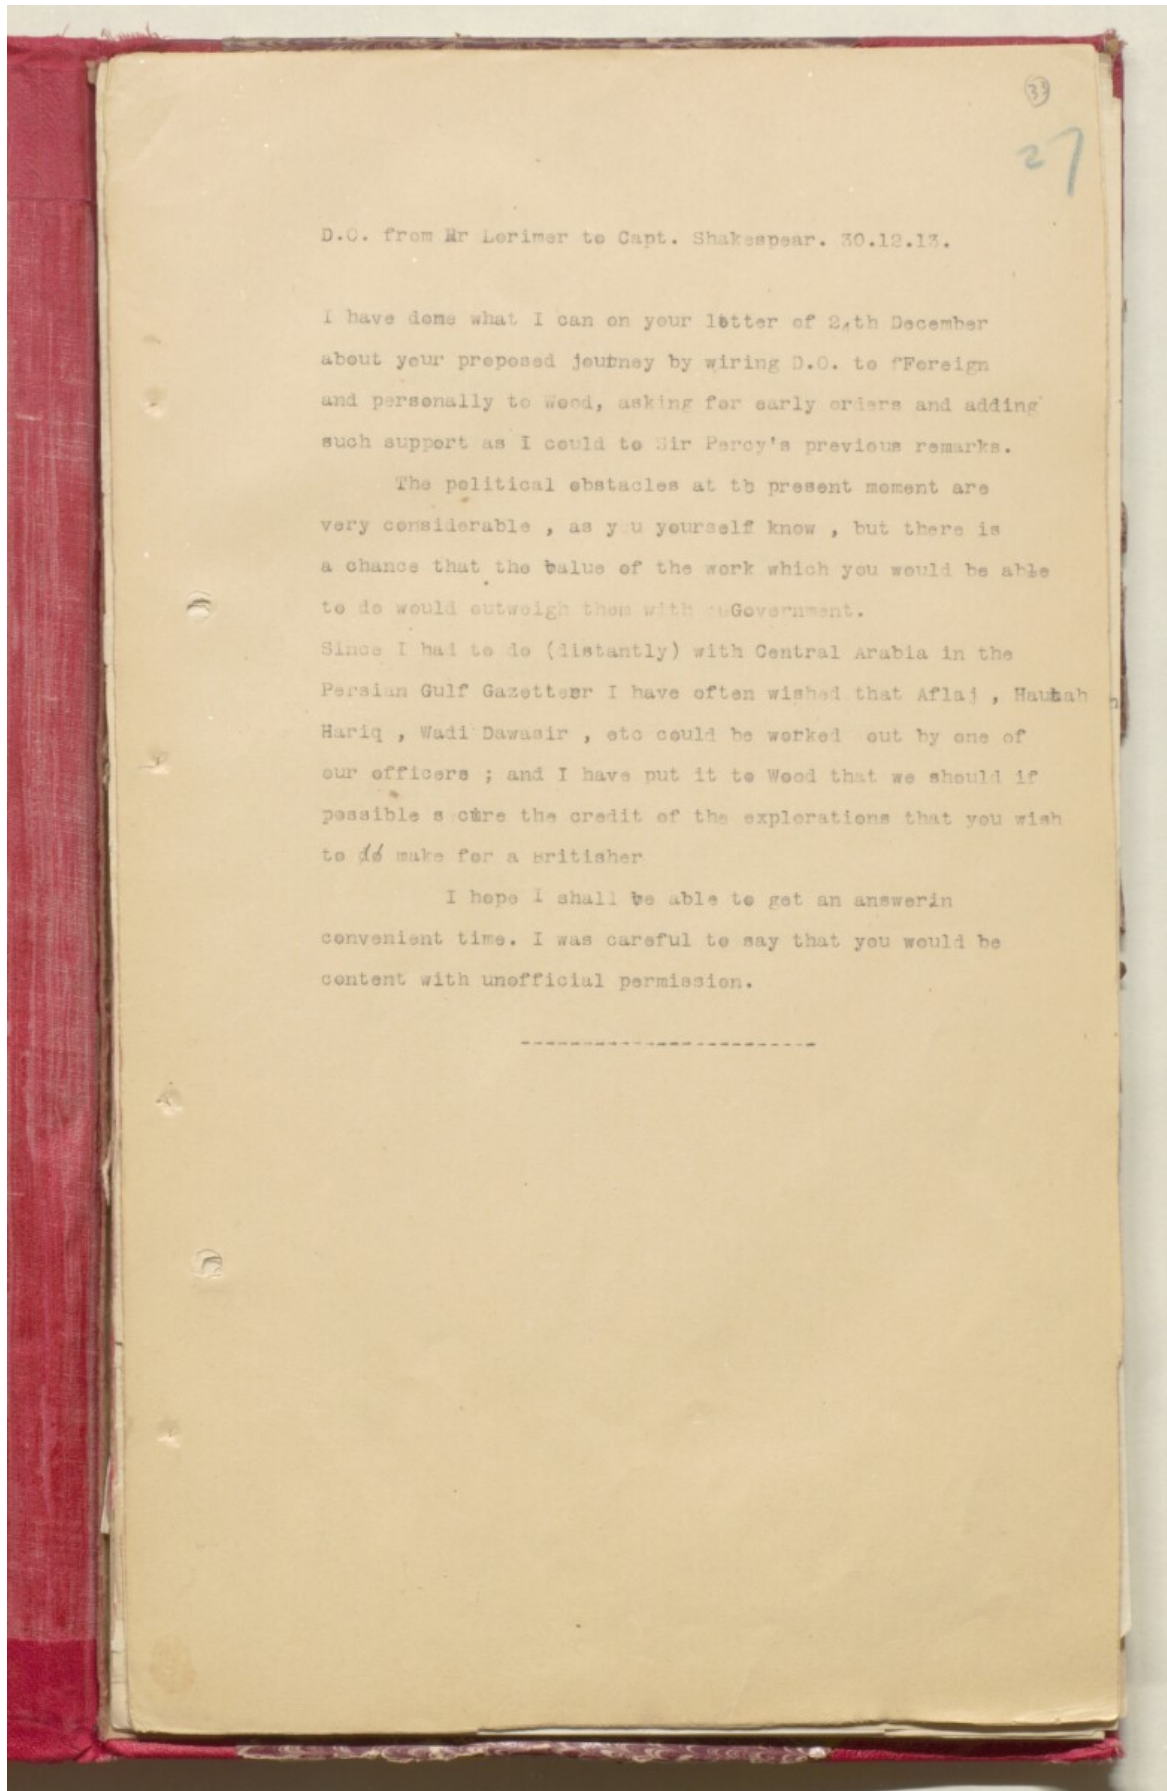 33
27
D.O. from Mr Lorimer to Capt. Shakespear. 30.12.13.
I have done what I can on your letter of 24th December
about your proposed journey by wiring D.O. to fForeign
and personally to Wood, asking for early orders and adding
such support as I could to Sir Percy's previous remarks.
The political obstacles at th present moment are
very considerable , as you yourself know , but there is
a chance that the value of the work which you would be able
to do would outweigh them with Government.
Since I had to do (distantly) with Central Arabia in the
Persian Gulf Gazetteer I have often wished that Aflaj , Hautah
Hariq , Wadi Dawasir , etc could be worked out by one of
our officers ; and I have put it to Wood that we should if
possible secure the credit of the explorations that you wish
to make for a Britisher
I hope I shall be able to get an answerin
convenient time. I was careful to say that you would be
content with unofficial permission.
------------------------